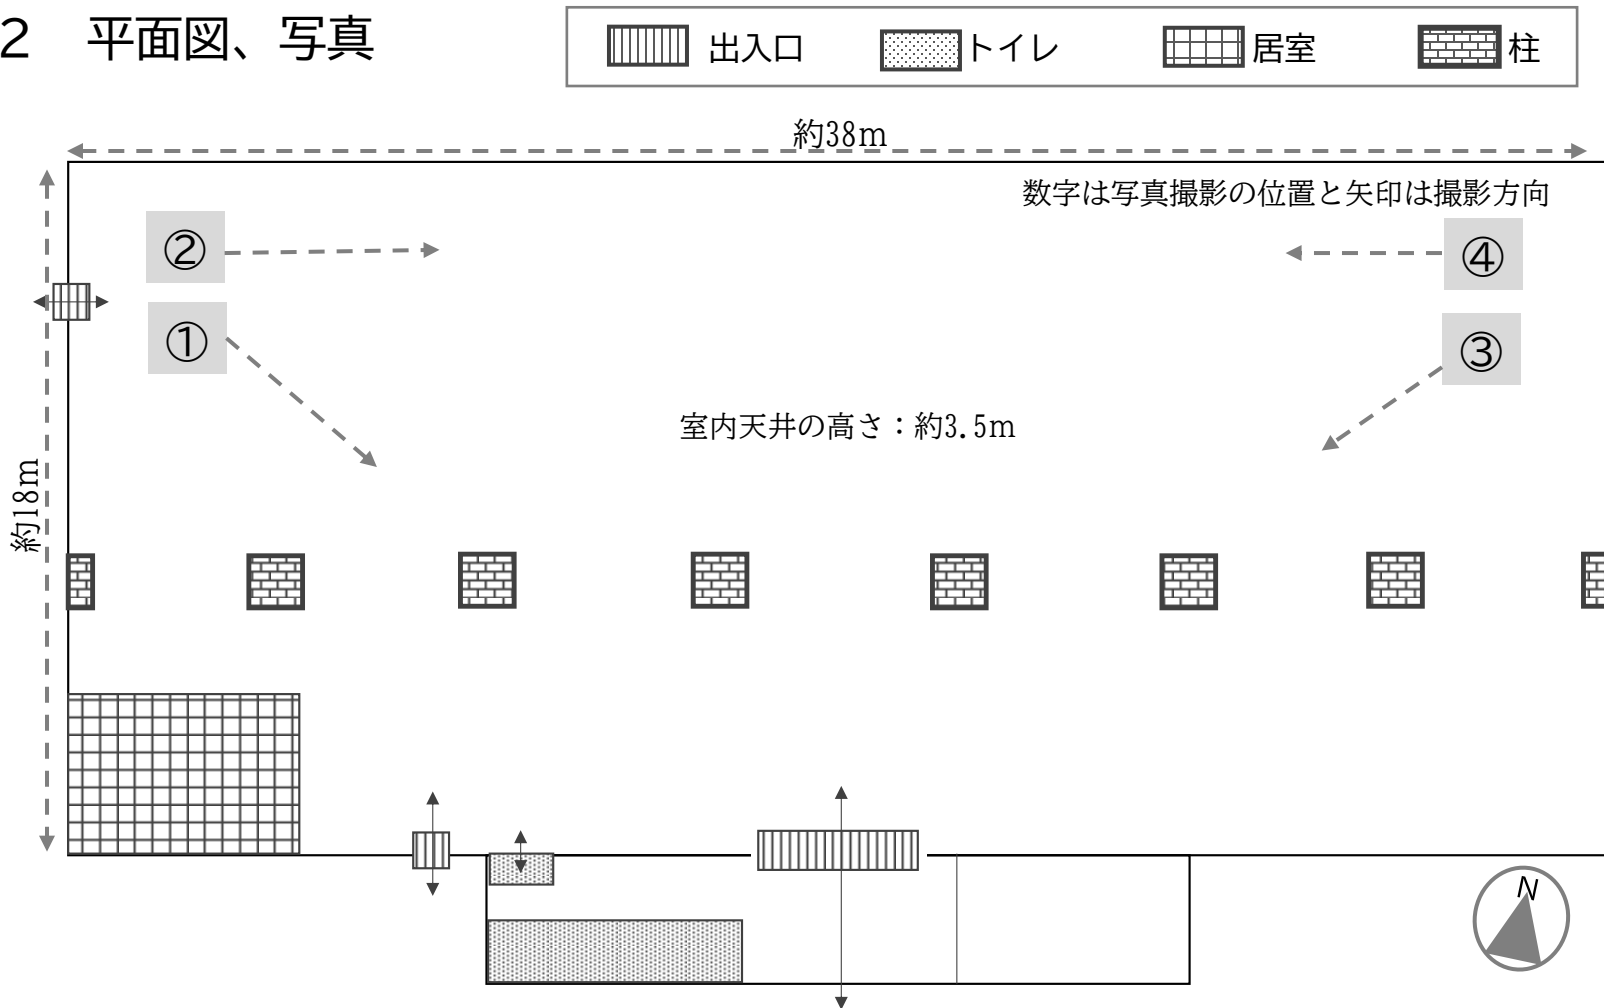 2　平面図、写真
出入口　トイレ　居室　柱
約38m
数字は写真撮影の位置と矢印は撮影方向
②
④
①
③
室内天井の高さ：約3.5m
約18m
N